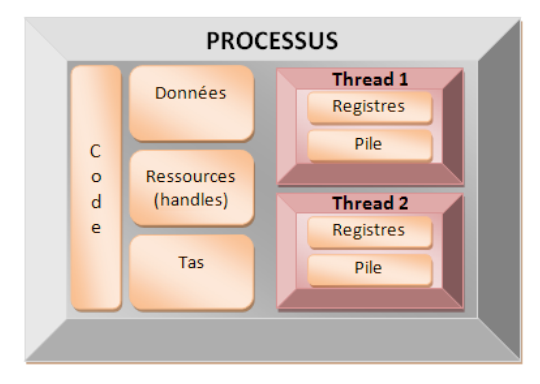 PROCESSUS
C
o
d
e
Données
Ressources
(handles)
Tas
Thread 1
Registres
Pile
Thread 2
Registres
Pile